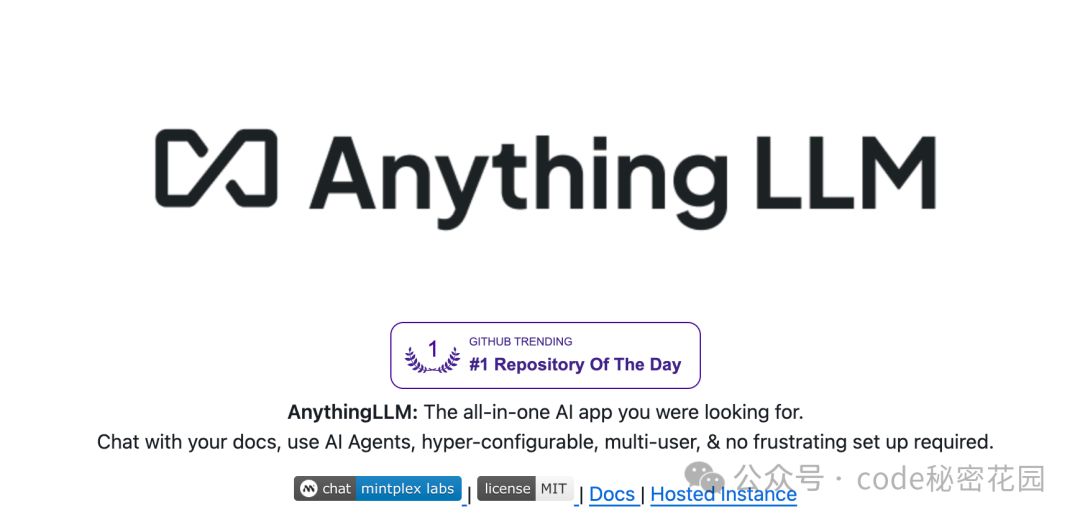 Anything LLM
1
GITHUB TRENDING
#1 Repository Of The Day
AnythingLLM: The all-in-one AI app you were looking for.
Chat with your docs, use AI Agents, hyper-configurable, multi-user, & no frustrating set up required.
chat mintplex labs | license MIT | Docs | Hosted Instance
公众号 · code秘密花园